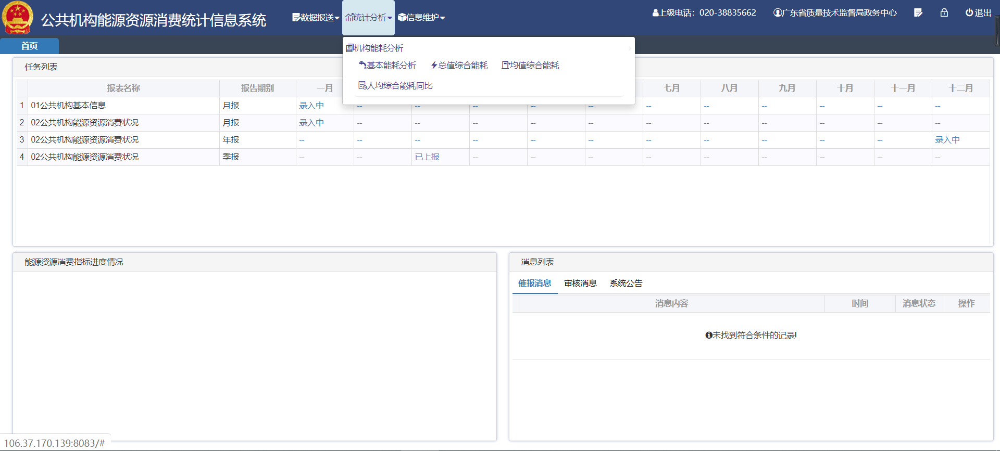 公共机构能源资源消费统计信息系统
数据报送 统计分析 信息维护
上级电话：020-38835662 广东省质量技术监督局政务中心 退出
首页
机构能耗分析
基本能耗分析 总值综合能耗 均值综合能耗
人均综合能耗同比
任务列表
报表名称 报告期别 一月 七月 八月 九月 十月 十一月 十二月
1 01公共机构基本信息 月报 录入中 -- -- -- -- -- -- -- -- -- -- --
2 02公共机构能源资源消费状况 月报 录入中 -- -- -- -- -- -- -- -- -- -- --
3 02公共机构能源资源消费状况 年报 -- -- -- -- -- -- -- -- -- -- -- 录入中
4 02公共机构能源资源消费状况 季报 -- -- 已上报 -- -- -- -- -- -- -- -- --
能源资源消费指标进度情况
消息列表
催报消息 审核消息 系统公告
消息内容 时间 消息状态 操作
未找到符合条件的记录!
106.37.170.139:8083/#